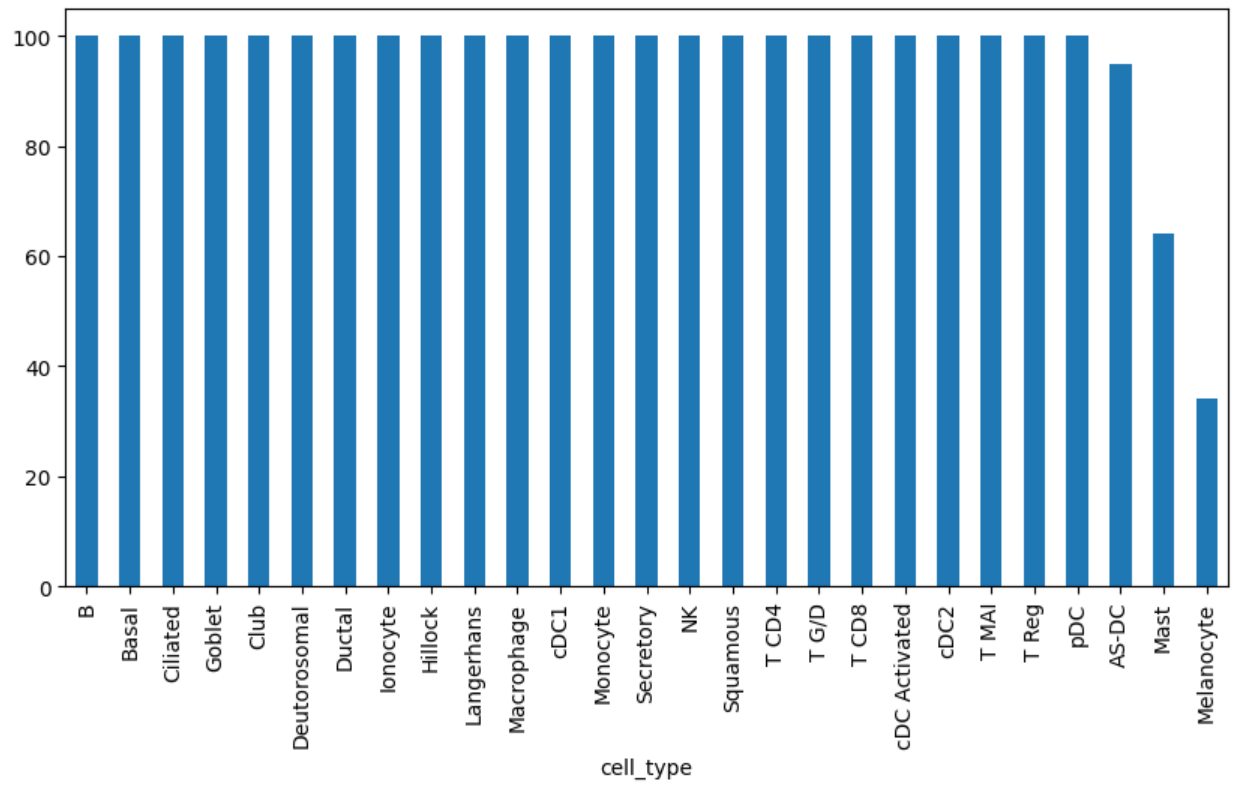 100
80
60
40
20
0
B
Basal
Ciliated
Goblet
Club
Deutorosomal
Ductal
Ionocyte
Hillock
Langerhans
Macrophage
cDC1
Monocyte
Secretory
NK
Squamous
T CD4
T G/D
T CD8
cDC Activated
cDC2
T MAI
T Reg
pDC
AS-DC
Mast
Melanocyte
cell_type